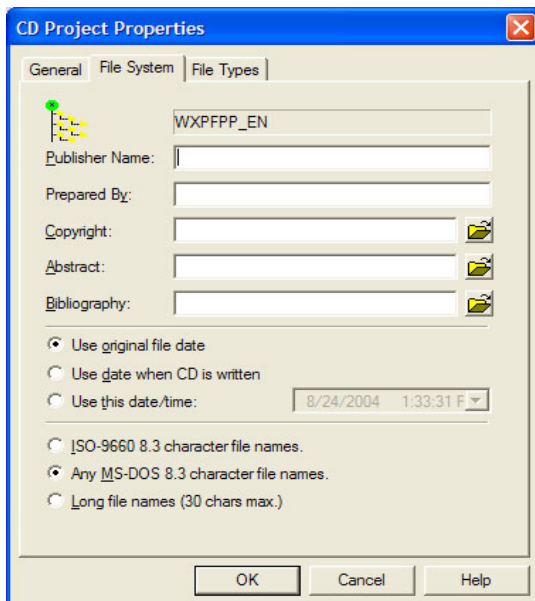 CD Project Properties
General File System File Types
WXPFPP_EN
Publisher Name:
Prepared By:
Copyright:
Abstract:
Bibliography:
Use original file date
Use date when CD is written
Use this date/time: 8/24/2004 1:33:31 F
ISO-9660 8.3 character file names.
Any MS-DOS 8.3 character file names.
Long file names (30 chars max.)
OK Cancel Help